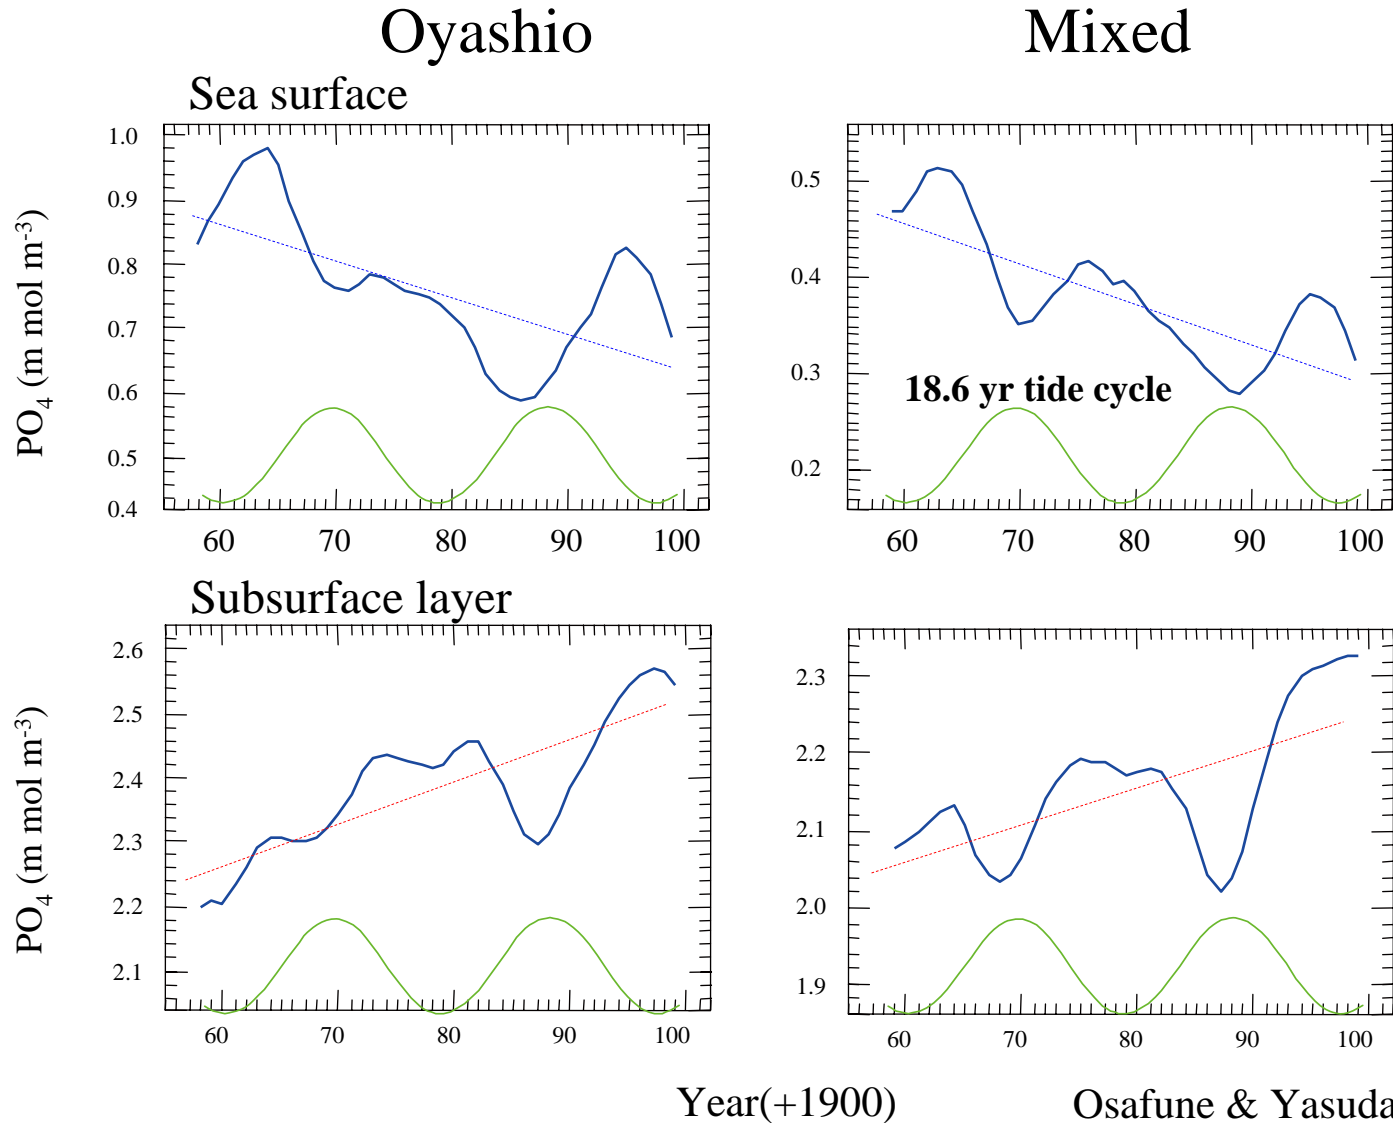 Oyashio Mixed
Sea surface
PO4 (m mol m-3)
1.0
0.9
0.8
0.7
0.6
0.5
0.4
60 70 80 90 100
0.5
0.4
0.3
0.2
18.6 yr tide cycle
60 70 80 90 100
Subsurface layer
PO4 (m mol m-3)
2.6
2.5
2.4
2.3
2.2
2.1
60 70 80 90 100
2.3
2.2
2.1
2.0
1.9
60 70 80 90 100
Year(+1900)
Osafune & Yasuda